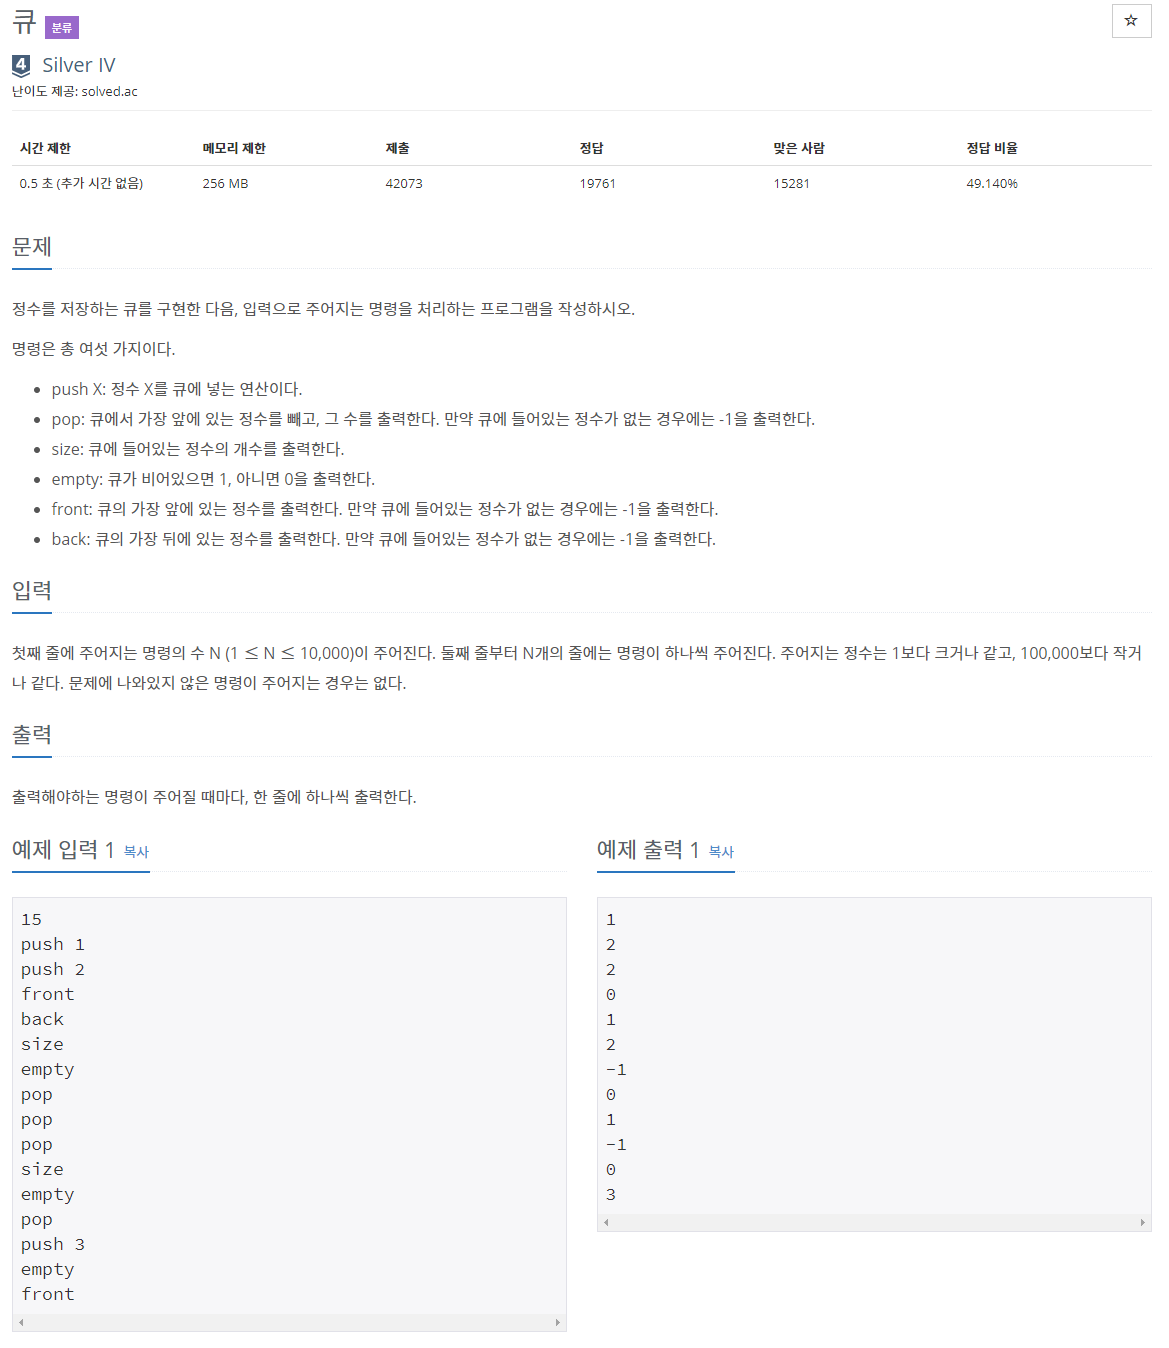 큐 분류
☆
4 Silver IV
난이도 제공: solved.ac
시간 제한 메모리 제한 제출 정답 맞은 사람 정답 비율
0.5 초 (추가 시간 없음) 256 MB 42073 19761 15281 49.140%
문제
정수를 저장하는 큐를 구현한 다음, 입력으로 주어지는 명령을 처리하는 프로그램을 작성하시오.
명령은 총 여섯 가지이다.
• push X: 정수 X를 큐에 넣는 연산이다.
• pop: 큐에서 가장 앞에 있는 정수를 빼고, 그 수를 출력한다. 만약 큐에 들어있는 정수가 없는 경우에는 -1을 출력한다.
• size: 큐에 들어있는 정수의 개수를 출력한다.
• empty: 큐가 비어있으면 1, 아니면 0을 출력한다.
• front: 큐의 가장 앞에 있는 정수를 출력한다. 만약 큐에 들어있는 정수가 없는 경우에는 -1을 출력한다.
• back: 큐의 가장 뒤에 있는 정수를 출력한다. 만약 큐에 들어있는 정수가 없는 경우에는 -1을 출력한다.
입력
첫째 줄에 주어지는 명령의 수 N (1 ≤ N ≤ 10,000)이 주어진다. 둘째 줄부터 N개의 줄에는 명령이 하나씩 주어진다. 주어지는 정수는 1보다 크거나 같고, 100,000보다 작거
나 같다. 문제에 나와있지 않은 명령이 주어지는 경우는 없다.
출력
출력해야하는 명령이 주어질 때마다, 한 줄에 하나씩 출력한다.
예제 입력 1 복사
15
push 1
push 2
front
back
size
empty
pop
pop
pop
size
empty
pop
push 3
empty
front
예제 출력 1 복사
1
2
2
0
1
2
-1
0
1
-1
0
3